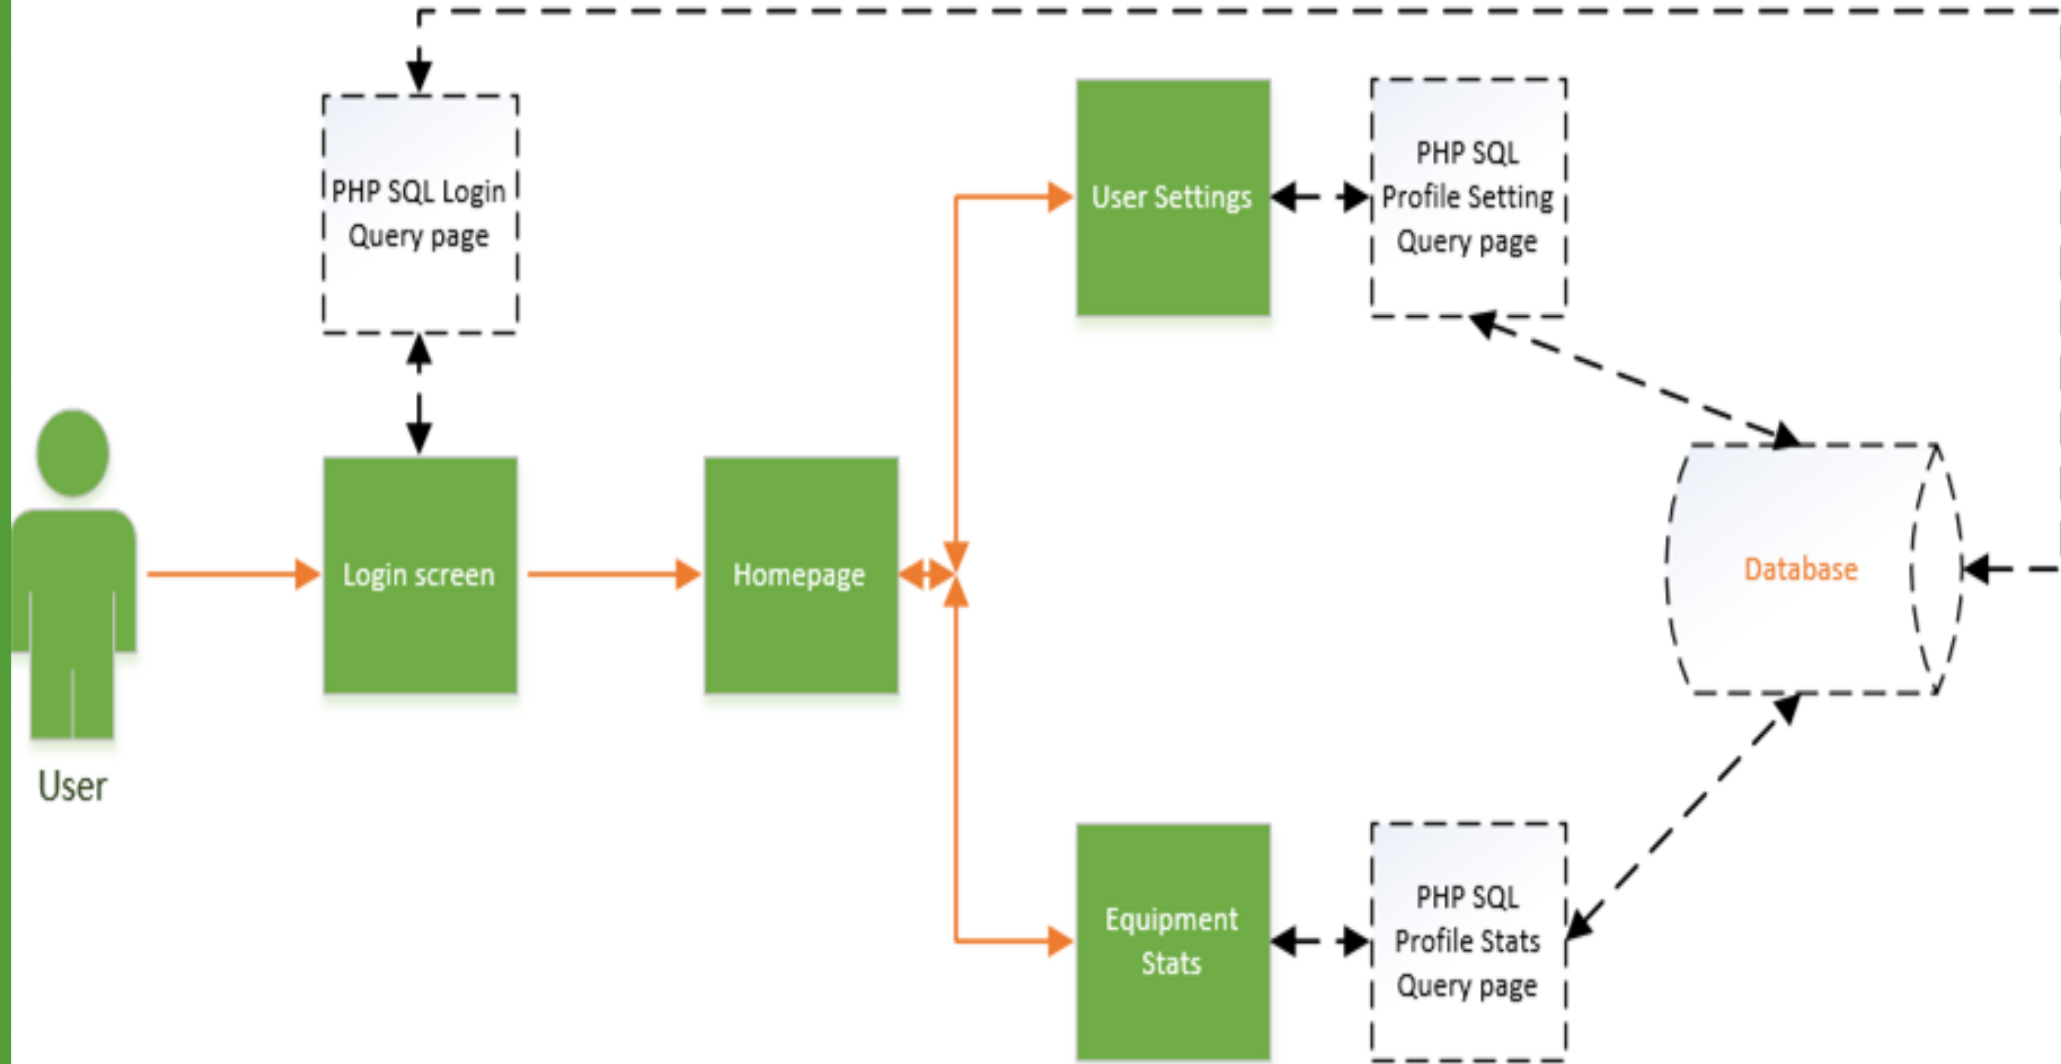 PHP SQL Login
Query page
User Settings
PHP SQL
Profile Setting
Query page
User
Login screen
Homepage
Database
Equipment
Stats
PHP SQL
Profile Stats
Query page